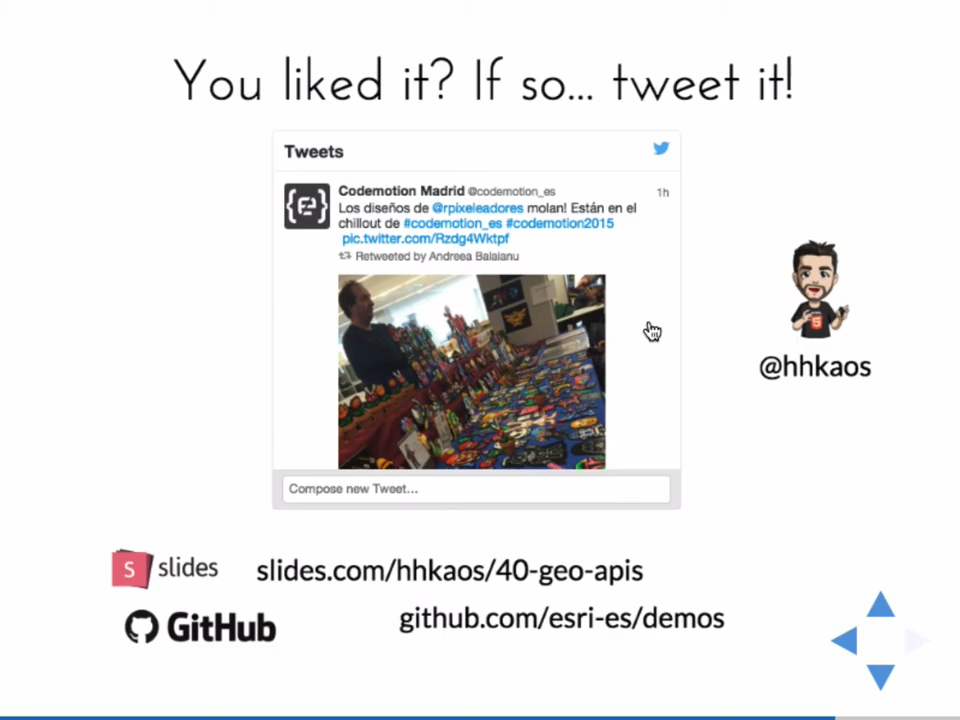 You liked it? If so... tweet it!
Tweets
Codemotion Madrid @codemotion_es 1h
Los diseños de @rpixeleadores molan! Están en el
chillout de #codemotion_es #codemotion2015
pic.twitter.com/Rzdg4Wktpf
Retweeted by Andreea Balaianu
@hhkaos
Compose new Tweet...
S slides slides.com/hhkaos/40-geo-apis
GitHub github.com/esri-es/demos